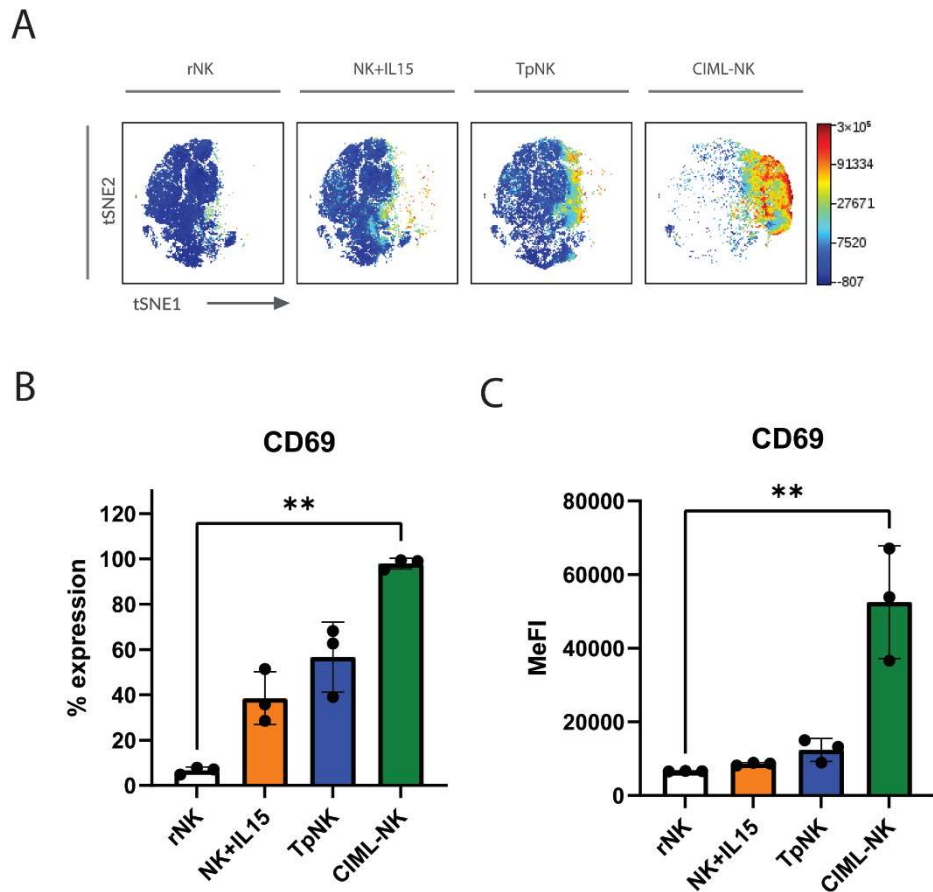 A
rNK NK+IL15 TpNK CIML-NK
tSNE2
3×10⁵
91334
27671
7520
-807
tSNE1
B
CD69
**
% expression
120
100
80
60
40
20
0
rNK
NK+IL15
TpNK
CIML-NK
C
CD69
**
MeFI
80000
60000
40000
20000
0
rNK
NK+IL15
TpNK
CIML-NK